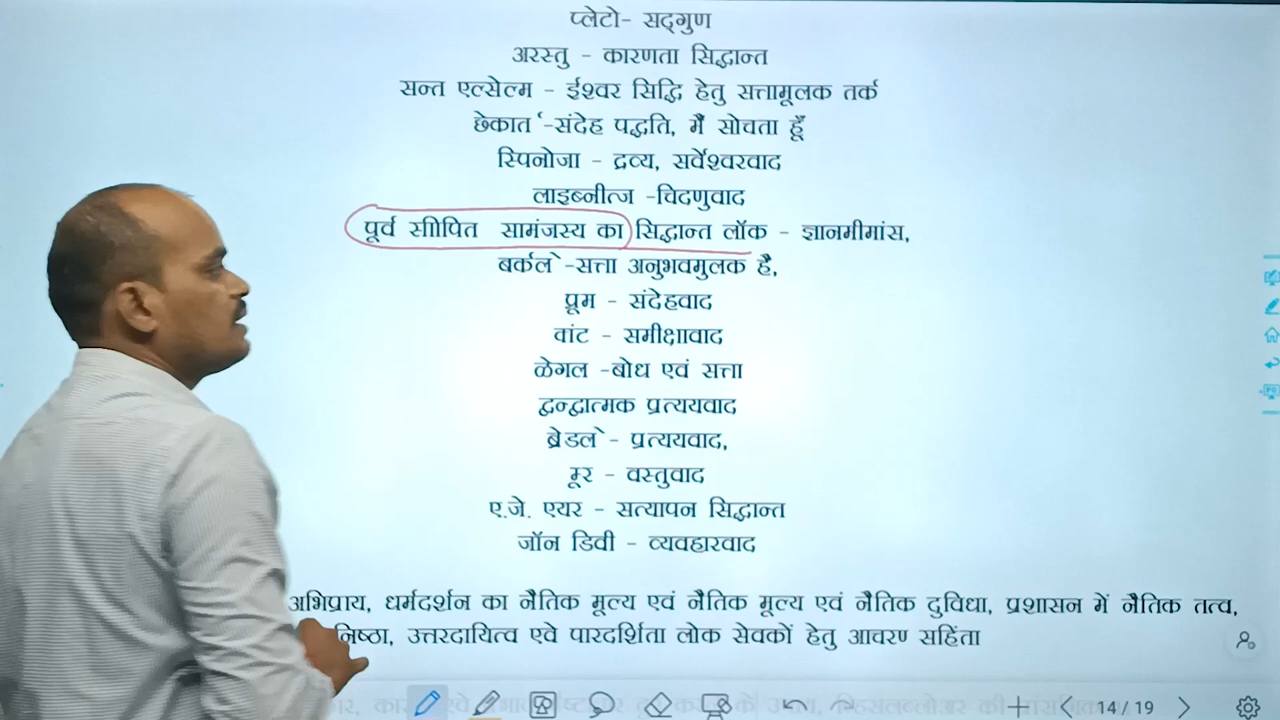 प्लेटो- सद्‌गुण
अरस्तु - कारणता सिद्धान्त
सन्त एल्सेल्म - ईश्वर सिद्धि हेतु सत्तामूलक तर्क
छेकात र्‍-संदेह पद्धति, मैं सोचता हूँ
स्पिनोजा - द्रव्य, सर्वेश्वरवाद
लाइब्नीत्ज -चिदणुवाद
पूर्व सीापित सामंजस्य का सिद्धान्त लॉक - ज्ञानमीमांस,
बर्कल े-सत्ता अनुभवमुलक है,
प्रूम - संदेहवाद
वांट - समीक्षावाद
ळेगल -बोध एवं सत्ता
द्वन्द्वात्मक प्रत्ययवाद
ब्रेडल े- प्रत्ययवाद,
मूर - वस्तुवाद
ए.जे. एयर - सत्यापन सिद्धान्त
जॉन डिवी - व्यवहारवाद
अभिप्राय, धर्मदर्शन का नैतिक मूल्य एवं नैतिक मूल्य एवं नैतिक दुविधा, प्रशासन में नैतिक तत्व,
निष्ठा, उत्तरदायित्व एवे पारदर्शिता लोक सेवकों हेतु आचरण सहिंता
14 / 19